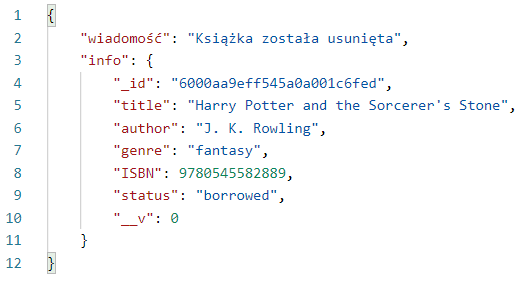 1 {
2 "wiadomość": "Książka została usunięta",
3 "info": {
4 "_id": "6000aa9eff545a0a001c6fed",
5 "title": "Harry Potter and the Sorcerer's Stone",
6 "author": "J. K. Rowling",
7 "genre": "fantasy",
8 "ISBN": 9780545582889,
9 "status": "borrowed",
10 "__v": 0
11 }
12 }